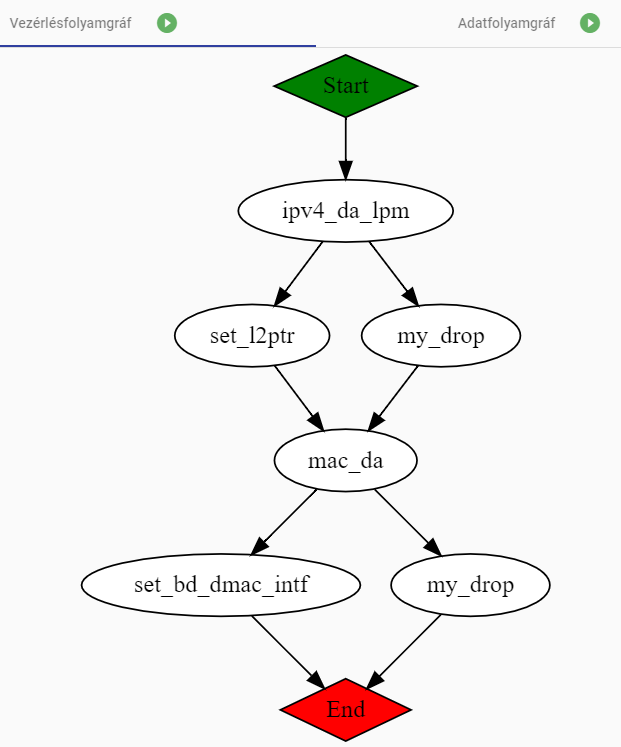 Vezérlésfolyamgráf Adatfolyamgráf
Start
ipv4_da_lpm
set_l2ptr my_drop
mac_da
set_bd_dmac_intf my_drop
End